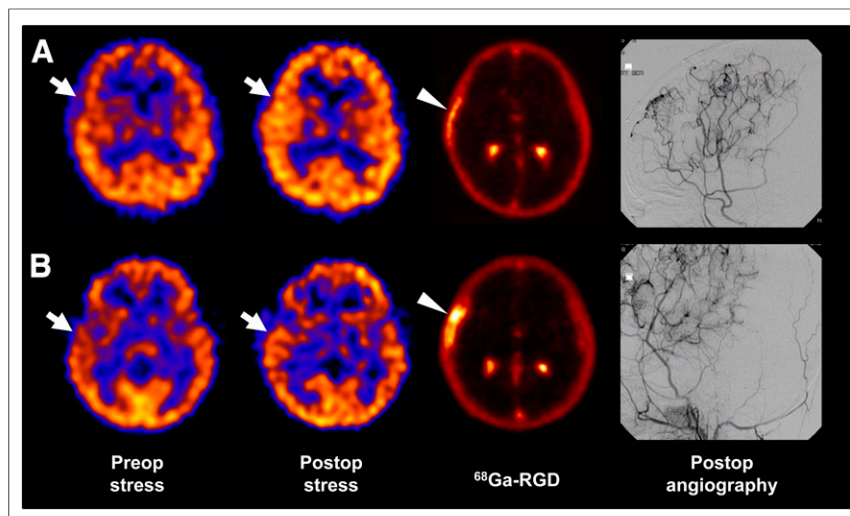 A
B
Preop
stress
Postop
stress
⁶⁸Ga-RGD
Postop
angiography